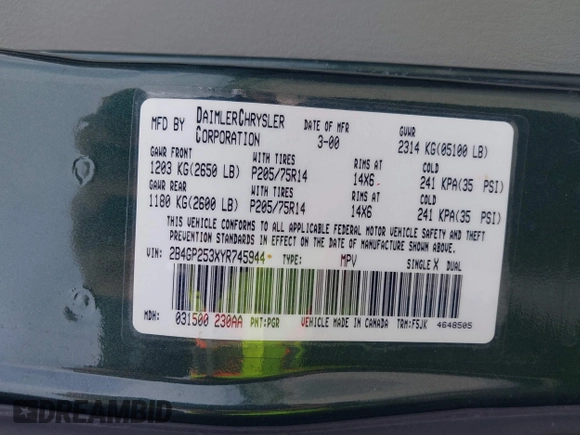 MFD BY DAIMLERCHRYSLER CORPORATION DATE OF MFR 3-00 GVWR 2314 KG(05100 LB)
GAWR FRONT WITH TIRES RIMS AT COLD
1203 KG(2650 LB) P205/75R14 14X6 241 KPA(35 PSI)
GAWR REAR WITH TIRES RIMS AT COLD
1180 KG(2600 LB) P205/75R14 14X6 241 KPA(35 PSI)
THIS VEHICLE CONFORMS TO ALL APPLICABLE FEDERAL MOTOR VEHICLE SAFETY AND THEFT
PREVENTION STANDARDS IN EFFECT ON THE DATE OF MANUFACTURE SHOWN ABOVE.
VIN: 2B4GP253XYR745944 TYPE: MPV SINGLE X DUAL
MDH: 031500 230AA PNT:PGR VEHICLE MADE IN CANADA TRM:F5JK 4648505
DREAMBID